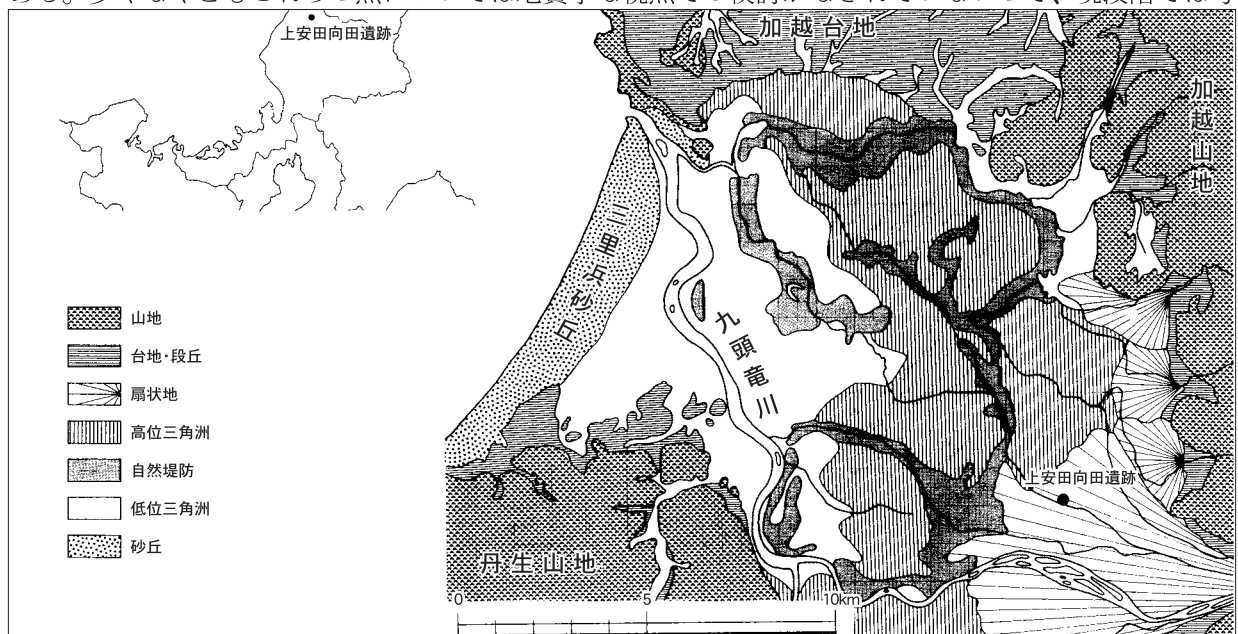 上安田向田遺跡
加越台地
加越山地
三里浜砂丘
九頭竜川
山地
台地・段丘
扇状地
高位三角洲
自然堤防
低位三角洲
砂丘
上安田向田遺跡
丹生山地
0 5 10km